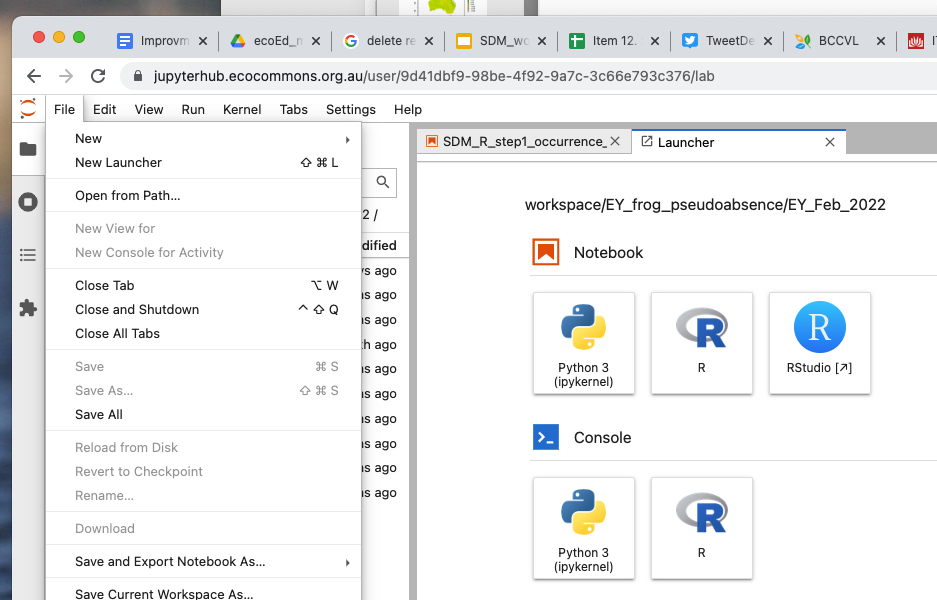 Improvm
ecoEd_n
delete re
SDM_wo
Item 12.
TweetDe
BCCVL
jupyterhub.ecocommons.org.au/user/9d41dbf9-98be-4f92-9a7c-3c66e793c376/lab
File Edit View Run Kernel Tabs Settings Help
New
New Launcher ⇧ ⌘ L
Open from Path...
New View for
New Console for Activity
Close Tab ⌥ W
Close and Shutdown ^ ⇧ Q
Close All Tabs
Save ⌘ S
Save As... ⇧ ⌘ S
Save All
Reload from Disk
Revert to Checkpoint
Rename...
Download
Save and Export Notebook As...
Save Current Workspace As...
2 /
dified
ys ago
ns ago
ns ago
th ago
ns ago
ns ago
ns ago
ns ago
ns ago
ns ago
SDM_R_step1_occurrence_
Launcher
workspace/EY_frog_pseudoabsence/EY_Feb_2022
Notebook
Python 3
(ipykernel)
R
R
RStudio [↗]
Console
Python 3
(ipykernel)
R